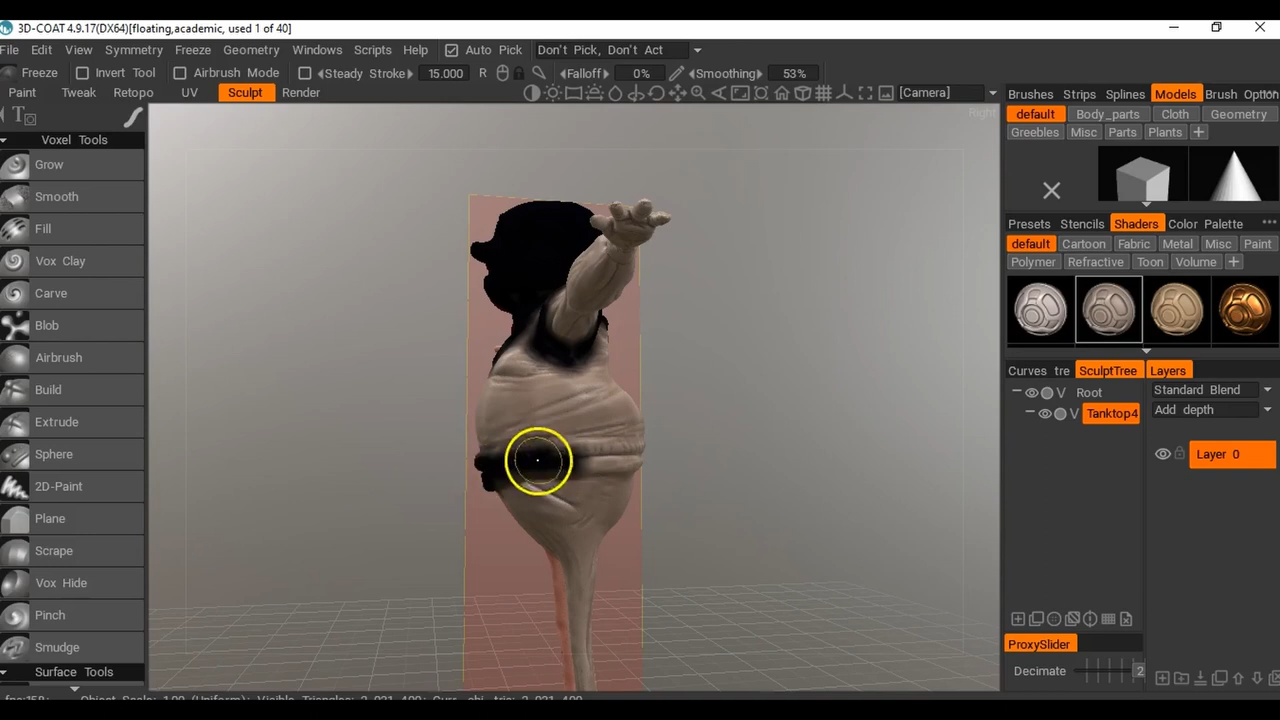 3D-COAT 4.9.17(DX64)[floating,academic, used 1 of 40]
File Edit View Symmetry Freeze Geometry Windows Scripts Help Auto Pick Don't Pick, Don't Act
Freeze Invert Tool Airbrush Mode Steady Stroke 15.000 R Falloff 0% Smoothing 53%
Paint Tweak Retopo UV Sculpt Render [Camera]
Brushes Strips Splines Models Brush Option
Right
default Body_parts Cloth Geometry
Greebles Misc Parts Plants +
Voxel Tools
Grow
Smooth
Fill
Vox Clay
Carve
Blob
Airbrush
Build
Extrude
Sphere
2D-Paint
Plane
Scrape
Vox Hide
Pinch
Smudge
Surface Tools
Presets Stencils Shaders Color Palette
default Cartoon Fabric Metal Misc Paint
Polymer Refractive Toon Volume +
Curves tre SculptTree Layers
V Root
V Tanktop4
Standard Blend
Add depth
Layer 0
ProxySlider
Decimate 2